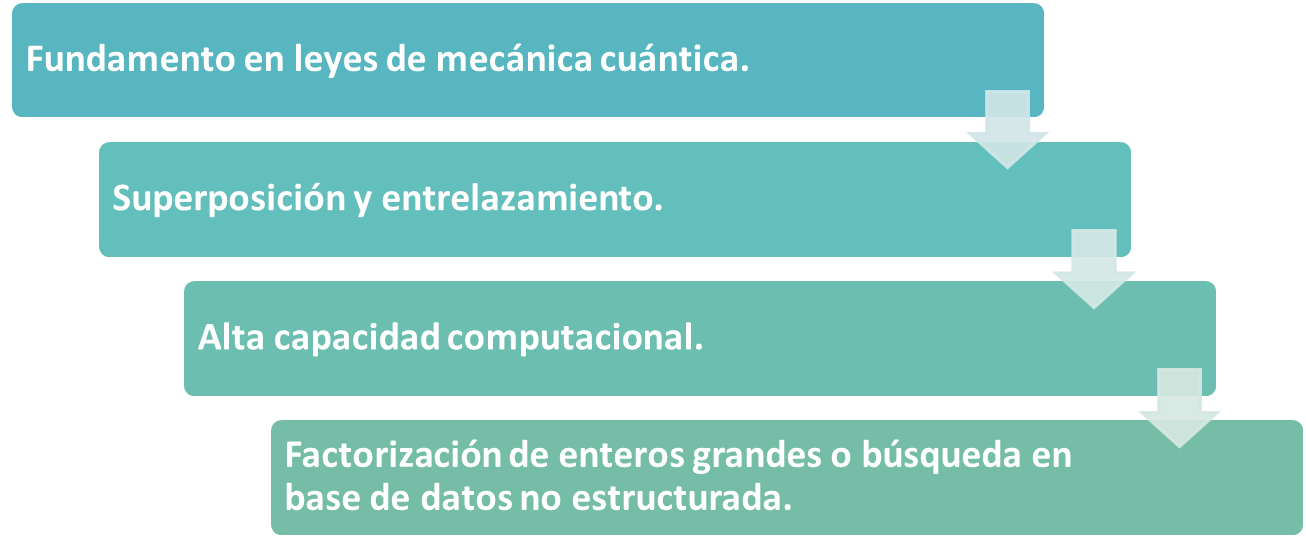 Fundamento en leyes de mecánica cuántica.
Superposición y entrelazamiento.
Alta capacidad computacional.
Factorización de enteros grandes o búsqueda en
base de datos no estructurada.